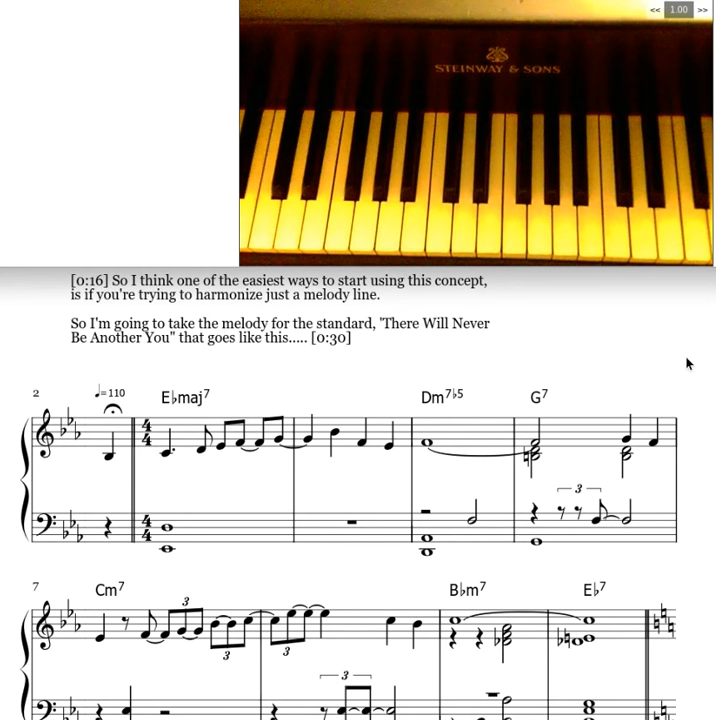 << 1.00 >>
STEINWAY & SONS
[0:16] So I think one of the easiest ways to start using this concept,
is if you're trying to harmonize just a melody line.
So I'm going to take the melody for the standard, 'There Will Never
Be Another You" that goes like this..... [0:30]
2 ♩=110 E♭maj7 Dm7♭5 G7
4 4
3
4 4
7 Cm7 B♭m7 E♭7
3
3 3
3